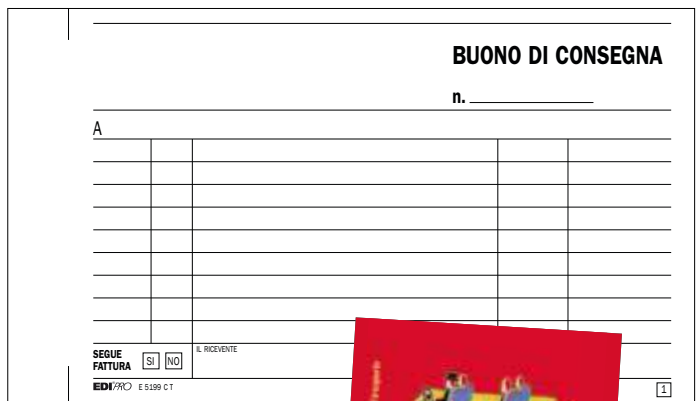 BUONO DI CONSEGNA
n.
A
SEGUE
FATTURA
SI NO
IL RICEVENTE
EDIPRO E 5199 C T
1